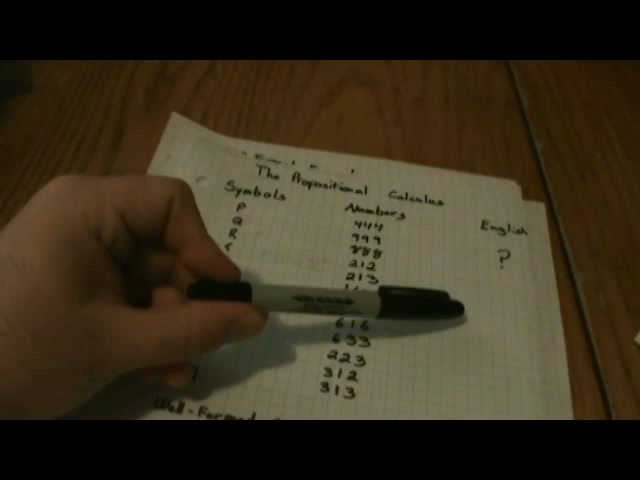 The Propositional Calculus
Symbols Numbers English
P 444 ?
Q 999
R 888
212
213
616
633
223
312
313
Well-Formed